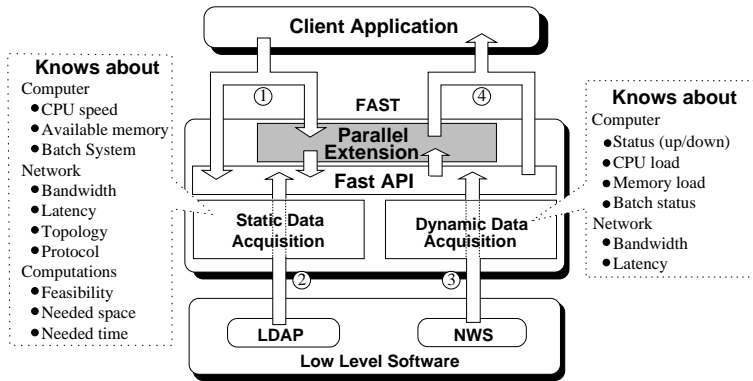 Client Application
Knows about
Computer
●CPU speed
●Available memory
●Batch System
Network
●Bandwidth
●Latency
●Topology
●Protocol
Computations
●Feasibility
●Needed space
●Needed time
1
4
FAST
Parallel
Extension
Fast API
Static Data
Acquisition
Dynamic Data
Acquisition
2
3
LDAP
NWS
Low Level Software
Knows about
Computer
●Status (up/down)
●CPU load
●Memory load
●Batch status
Network
●Bandwidth
●Latency